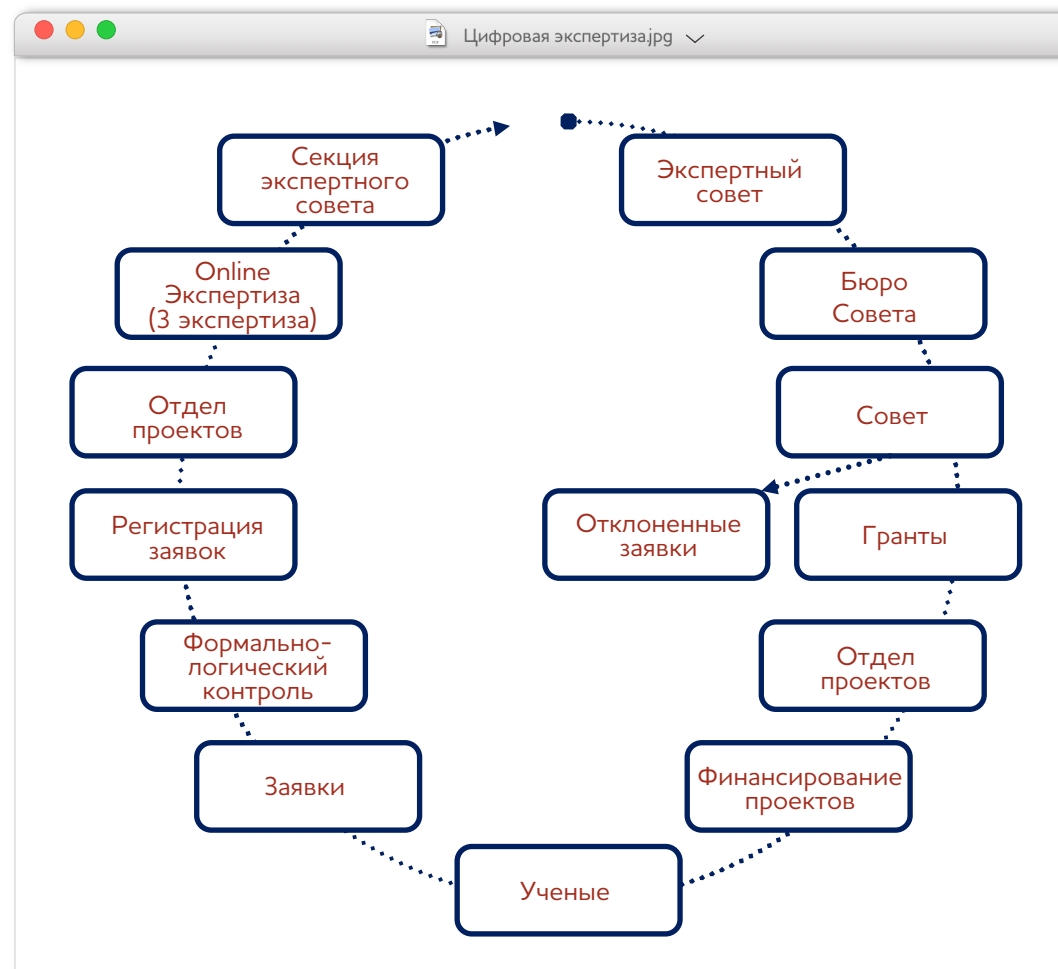 Цифровая экспертиза.jpg
Секция
экспертного
совета
Экспертный
совет
Online
Экспертиза
(3 экспертиза)
Бюро
Совета
Отдел
проектов
Совет
Регистрация
заявок
Отклоненные
заявки
Гранты
Формально-
логический
контроль
Отдел
проектов
Заявки
Финансирование
проектов
Ученые